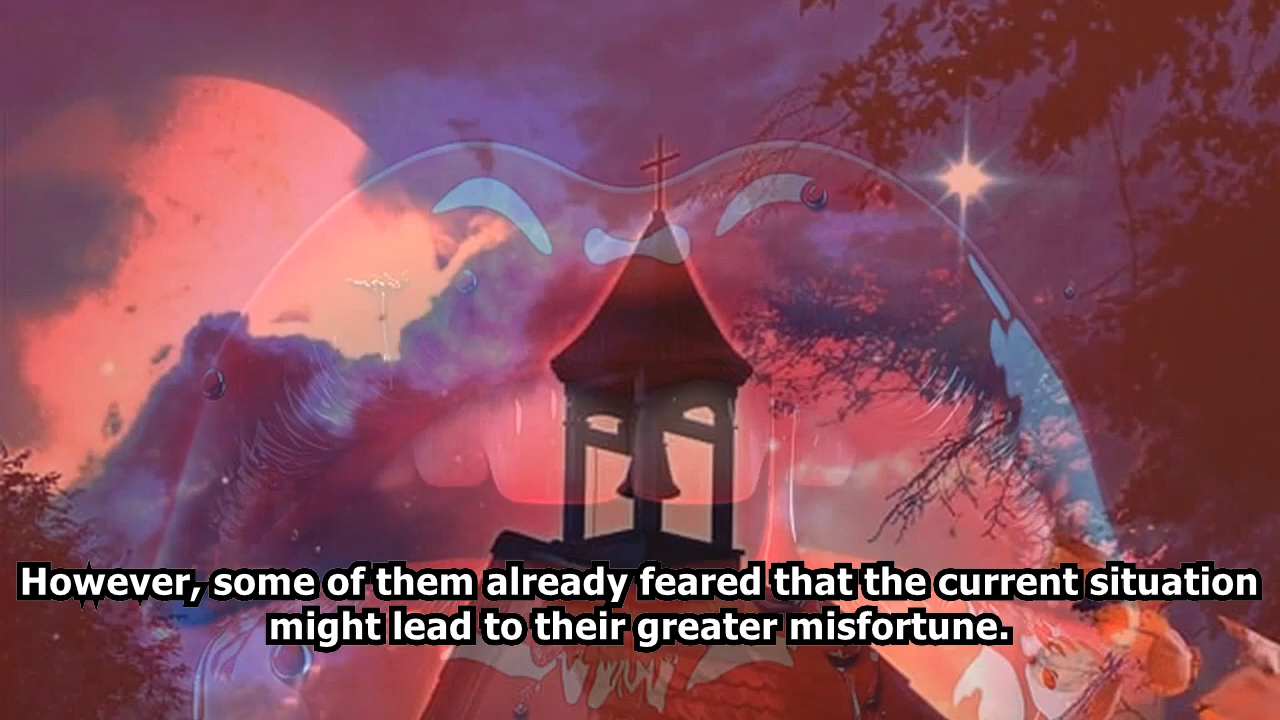 However, some of them already feared that the current situation
might lead to their greater misfortune.